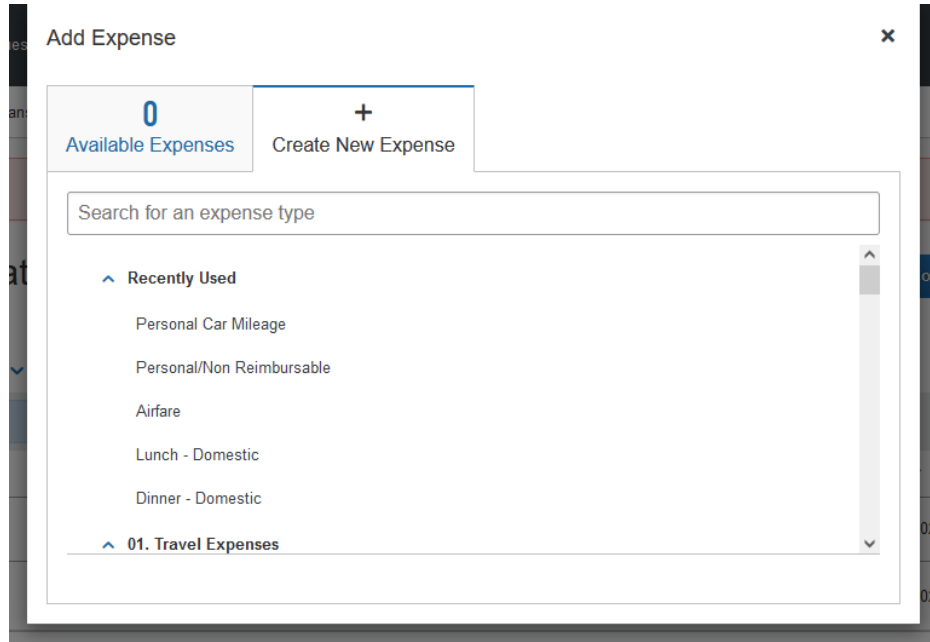 Add Expense
0
Available Expenses
+
Create New Expense
Search for an expense type
Recently Used
Personal Car Mileage
Personal/Non Reimbursable
Airfare
Lunch - Domestic
Dinner - Domestic
01. Travel Expenses